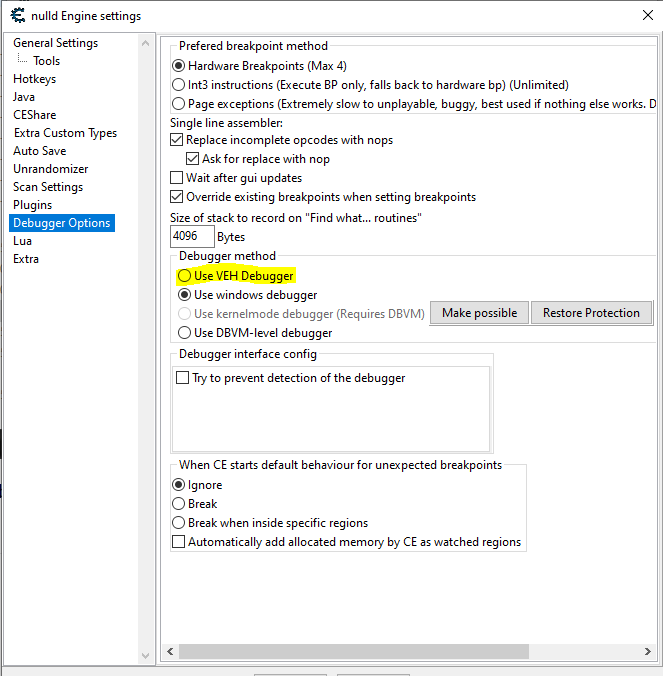 nulld Engine settings
General Settings
Tools
Hotkeys
Java
CEShare
Extra Custom Types
Auto Save
Unrandomizer
Scan Settings
Plugins
Debugger Options
Lua
Extra
Prefered breakpoint method
Hardware Breakpoints (Max 4)
Int3 instructions (Execute BP only, falls back to hardware bp) (Unlimited)
Page exceptions (Extremely slow to unplayable, buggy, best used if nothing else works. D
Single line assembler:
Replace incomplete opcodes with nops
Ask for replace with nop
Wait after gui updates
Override existing breakpoints when setting breakpoints
Size of stack to record on "Find what... routines"
4096 Bytes
Debugger method
Use VEH Debugger
Use windows debugger
Use kernelmode debugger (Requires DBVM) Make possible Restore Protection
Use DBVM-level debugger
Debugger interface config
Try to prevent detection of the debugger
When CE starts default behaviour for unexpected breakpoints
Ignore
Break
Break when inside specific regions
Automatically add allocated memory by CE as watched regions